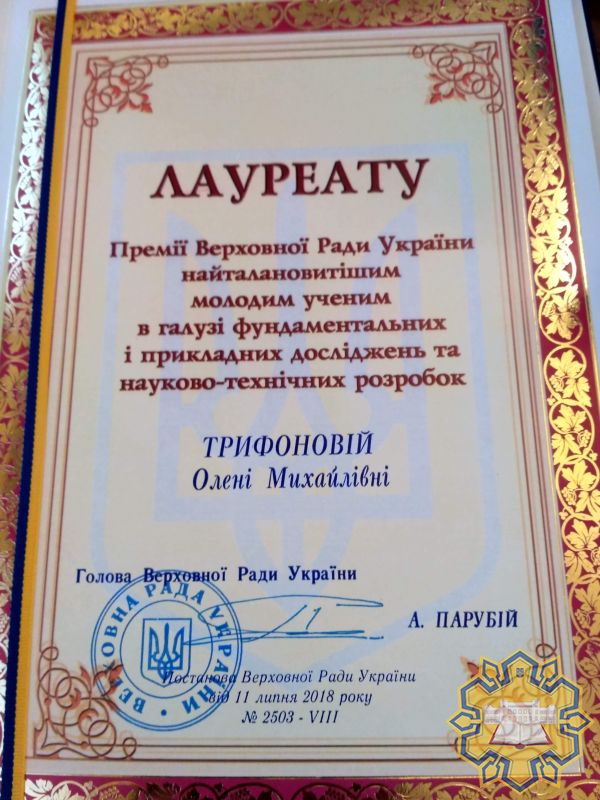 ЛАУРЕАТУ
Премії Верховної Ради України
найталановитішим
молодим ученим
в галузі фундаментальних
і прикладних досліджень та
науково-технічних розробок
ТРИФОНОВІЙ
Олені Михайлівні
Голова Верховної Ради України
А. ПАРУБІЙ
ВЕРХОВНА РАДА УКРАЇНИ
Постанова Верховної Ради України
від 11 липня 2018 року
№ 2503 - VIII